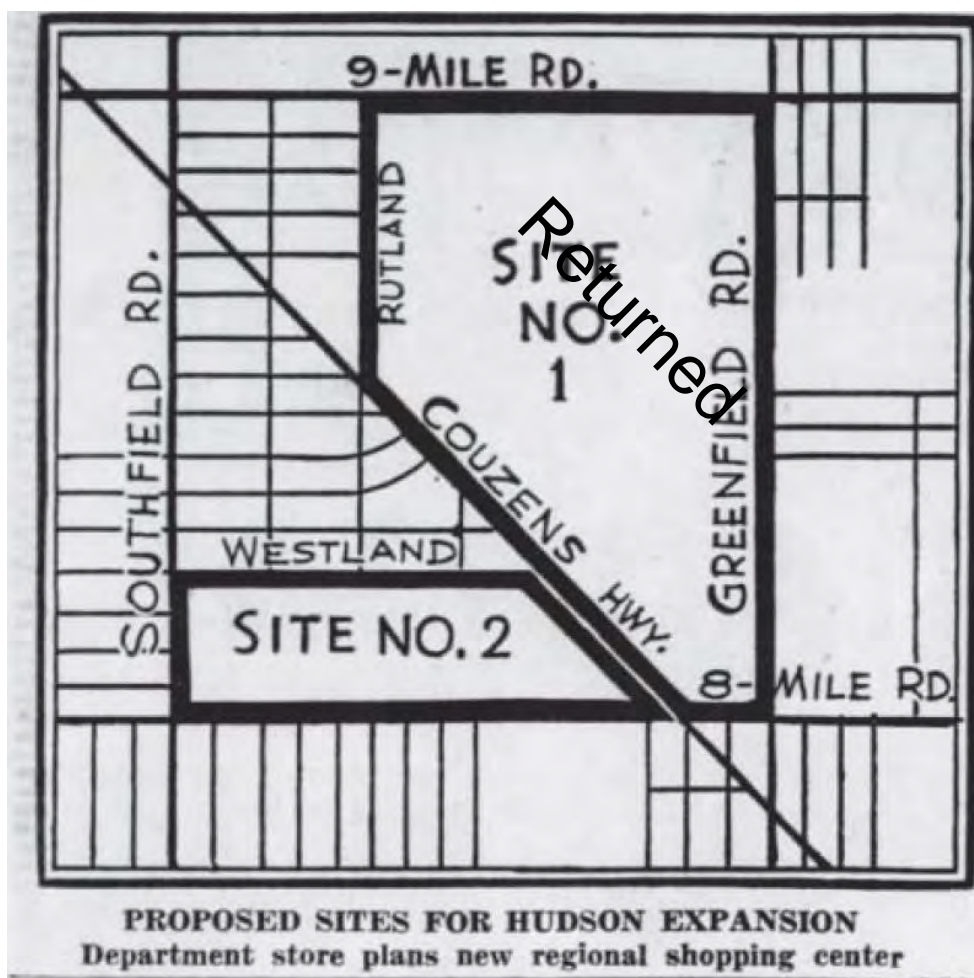 9-MILE RD.
RUTLAND
SITE
NO.
1
Returned
SOUTHFIELD RD.
GREENFIELD RD.
COUZENS HWY.
WESTLAND
SITE NO. 2
8-MILE RD.
PROPOSED SITES FOR HUDSON EXPANSION
Department store plans new regional shopping center